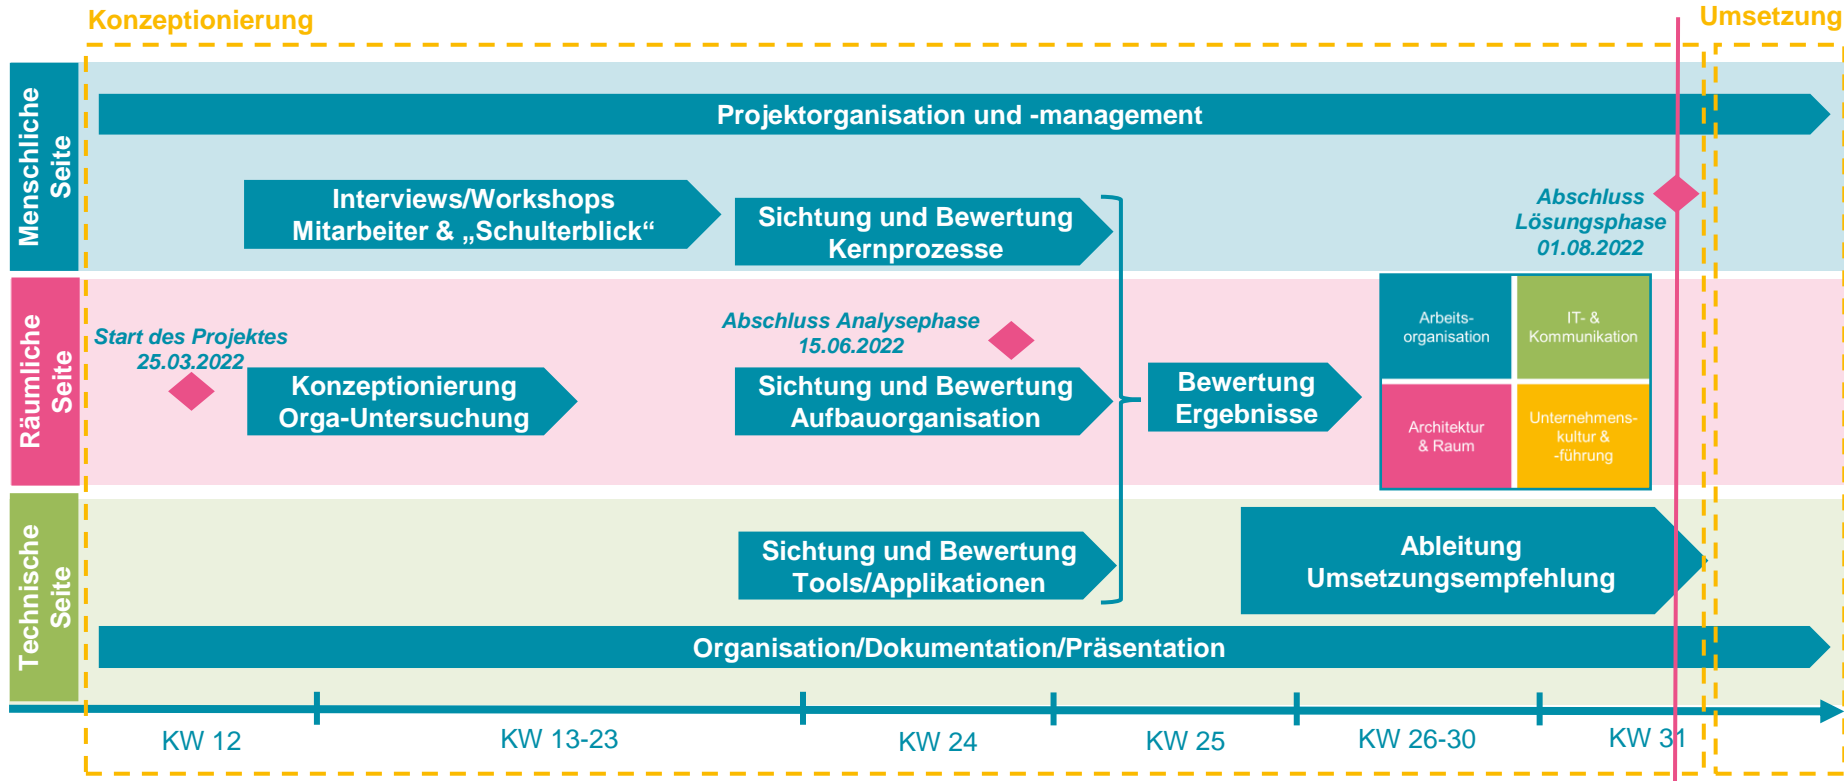 Konzeptionierung
Umsetzung
Menschliche
Seite
Projektorganisation und -management
Interviews/Workshops
Mitarbeiter & „Schulterblick“
Sichtung und Bewertung
Kernprozesse
Abschluss
Lösungsphase
01.08.2022
Räumliche
Seite
Start des Projektes
25.03.2022
Konzeptionierung
Orga-Untersuchung
Abschluss Analysephase
15.06.2022
Sichtung und Bewertung
Aufbauorganisation
Bewertung
Ergebnisse
Arbeits-
organisation
IT- &
Kommunikation
Architektur
& Raum
Unternehmens-
kultur &
-führung
Technische
Seite
Sichtung und Bewertung
Tools/Applikationen
Ableitung
Umsetzungsempfehlung
Organisation/Dokumentation/Präsentation
KW 12
KW 13-23
KW 24
KW 25
KW 26-30
KW 31